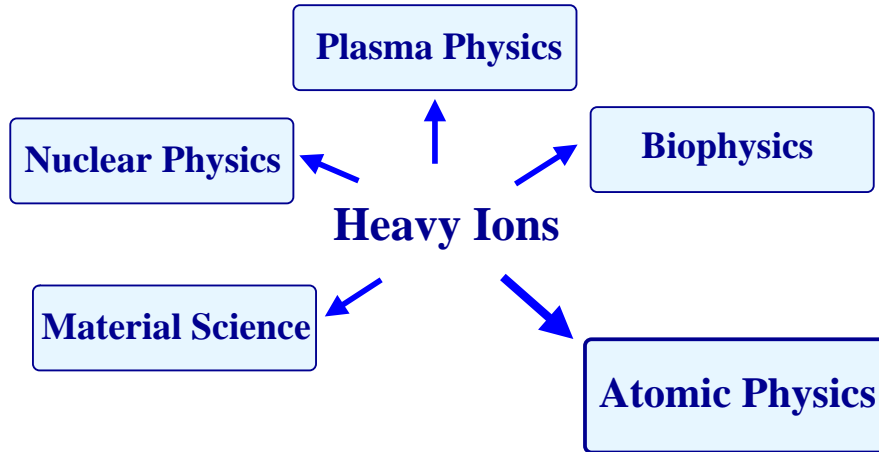 Plasma Physics
Nuclear Physics
Biophysics
Heavy Ions
Material Science
Atomic Physics